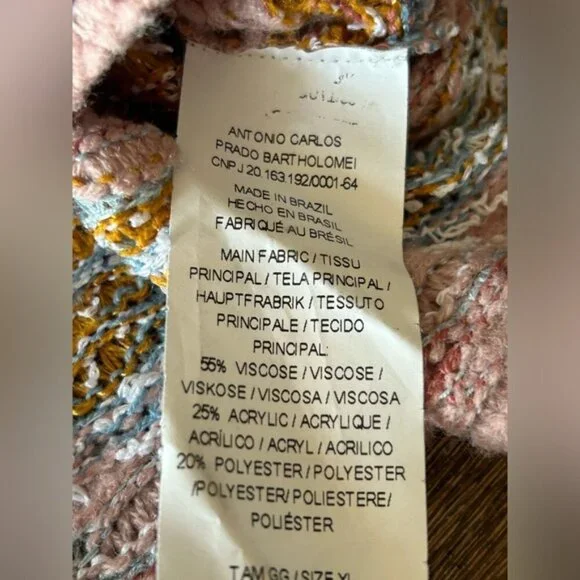 ANTONIO CARLOS
PRADO BARTHOLOMEI
CNPJ 20.163.192/0001-64
MADE IN BRAZIL
HECHO EN BRASIL
FABRIQUÉ AU BRÉSIL
MAIN FABRIC / TISSU
PRINCIPAL / TELA PRINCIPAL /
HAUPTFRABRIK / TESSUTO
PRINCIPALE / TECIDO
PRINCIPAL:
55% VISCOSE / VISCOSE /
VISKOSE / VISCOSA / VISCOSA
25% ACRYLIC / ACRYLIQUE /
ACRÍLICO / ACRYL / ACRILICO
20% POLYESTER / POLYESTER
/POLYESTER/ POLIESTERE/
POLIÉSTER
TAM GG / SIZE XL